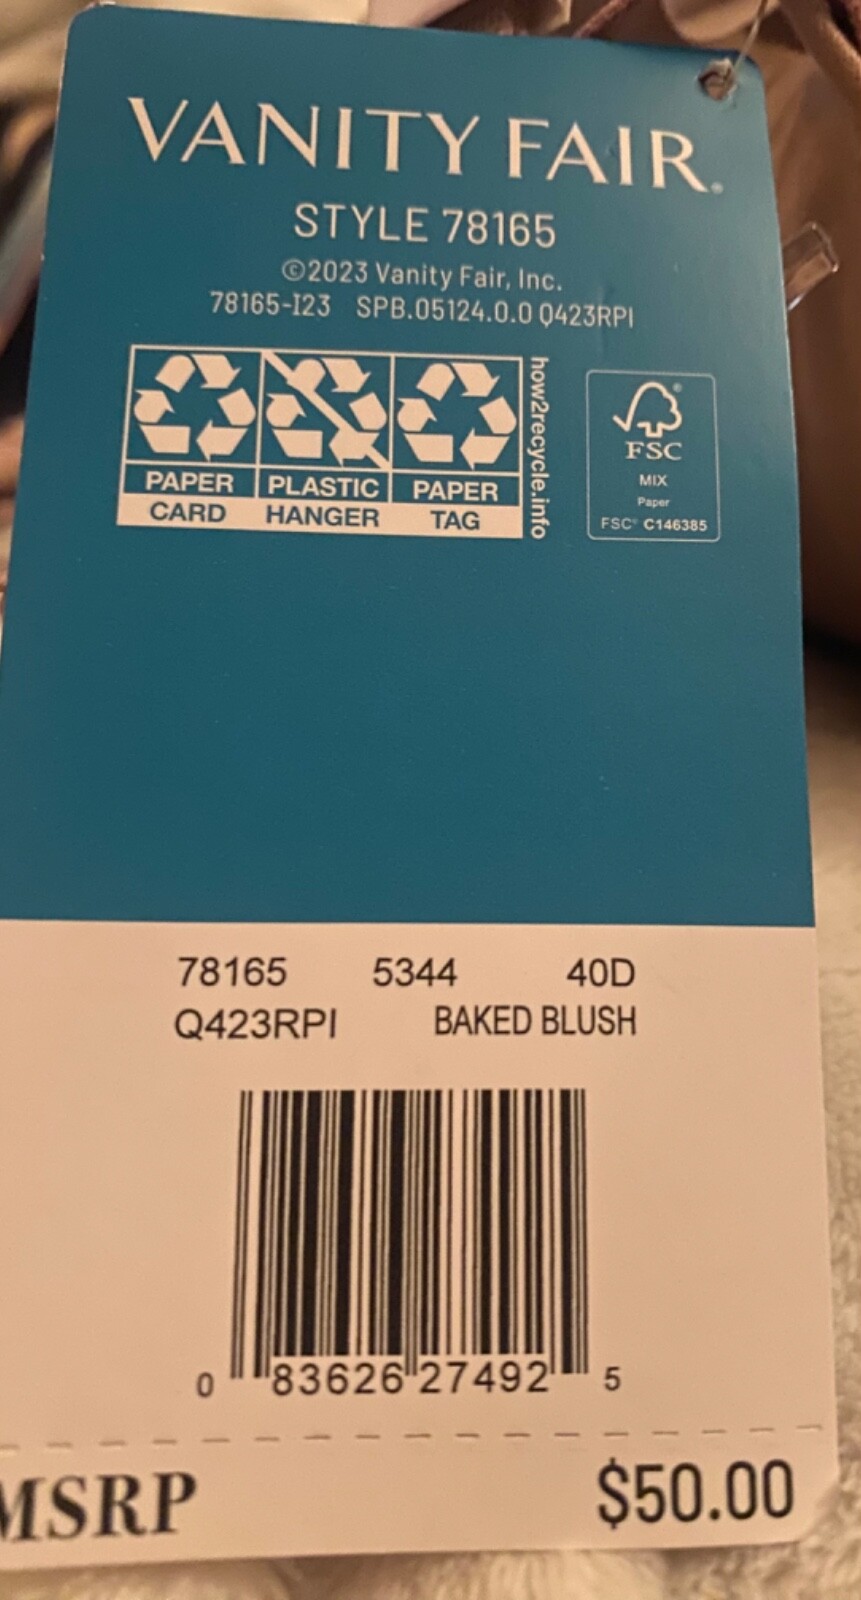 VANITY FAIR®
STYLE 78165
©2023 Vanity Fair, Inc.
78165-I23 SPB.05124.0.0 Q423RPI
PAPER PLASTIC PAPER
CARD HANGER TAG
how2recycle.info
®
FSC
MIX
Paper
FSC® C146385
78165 5344 40D
Q423RPI BAKED BLUSH
0 83626 27492 5
MSRP $50.00